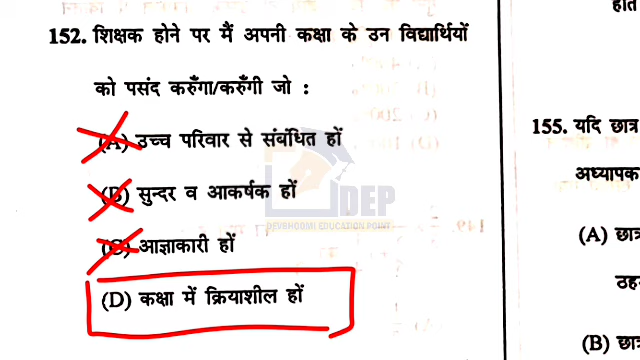 152. शिक्षक होने पर मैं अपनी कक्षा के उन विद्यार्थियों
को पसंद करुँगा/करुँगी जो :
(A) उच्च परिवार से संबंधित हों
(B) सुन्दर व आकर्षक हों
(C) आज्ञाकारी हों
(D) कक्षा में क्रियाशील हों
DEP
DEVBHOOMI EDUCATION POINT
होते
155. यदि छात्र
अध्यापक
(A) छात्र
ठह
(B) छात्र